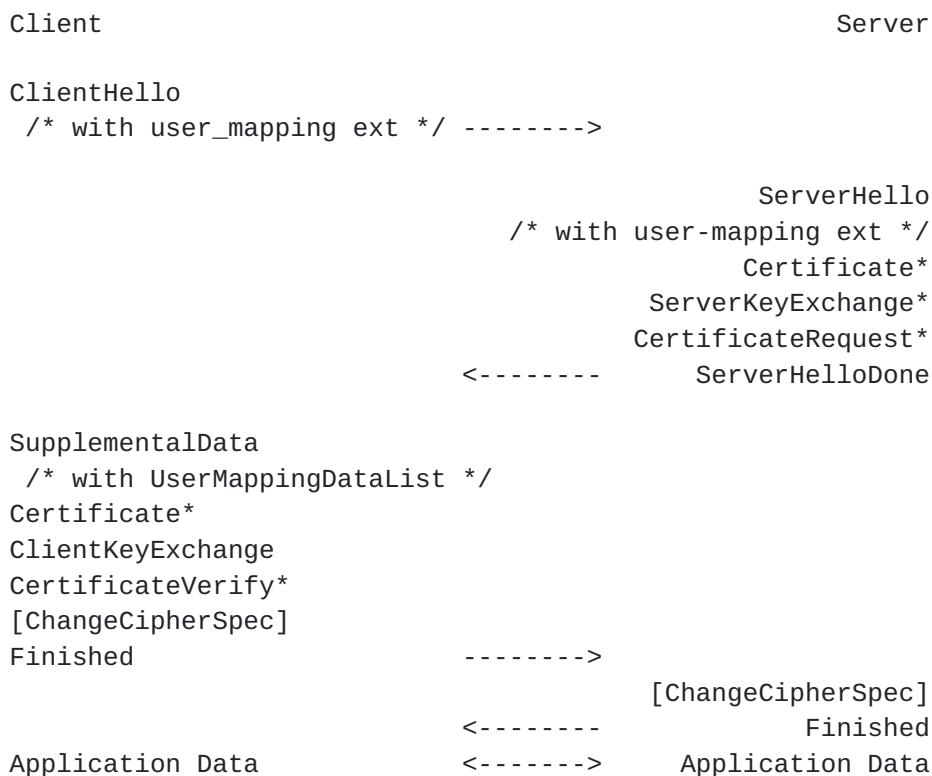 Client                                               Server

ClientHello
 /* with user_mapping ext */ -------->

                                                ServerHello
                                /* with user-mapping ext */
                                               Certificate*
                                         ServerKeyExchange*
                                        CertificateRequest*
                             <--------      ServerHelloDone

SupplementalData
 /* with UserMappingDataList */
Certificate*
ClientKeyExchange
CertificateVerify*
[ChangeCipherSpec]
Finished                     -------->
                                         [ChangeCipherSpec]
                             <--------             Finished
Application Data             <------->     Application Data